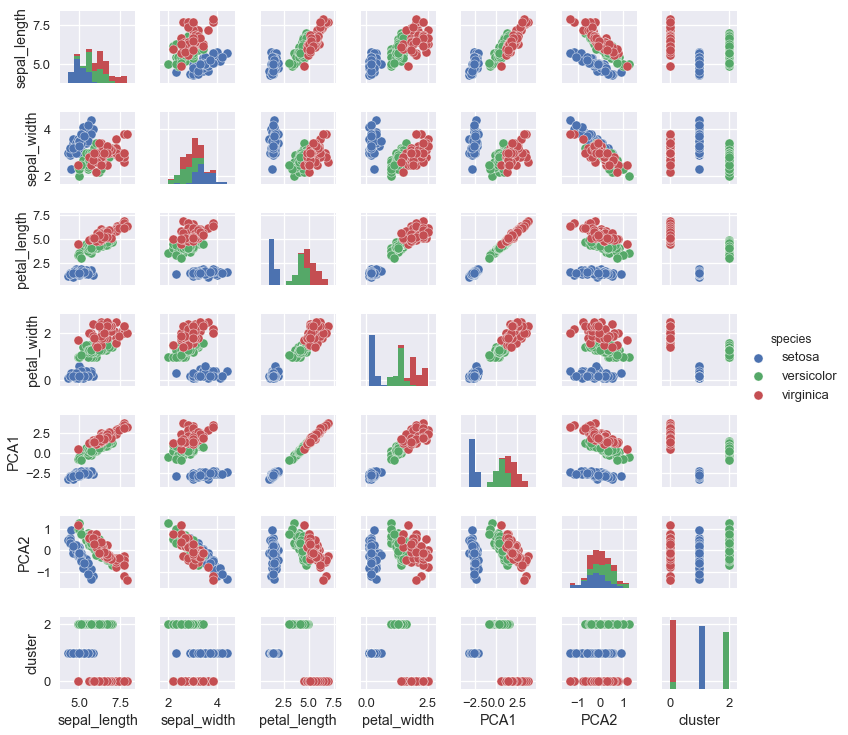 sepal_length
7.5
5.0
sepal_width
4
2
petal_length
7.5
5.0
2.5
petal_width
2
0
species
setosa
versicolor
virginica
PCA1
2.5
0.0
−2.5
PCA2
1
0
−1
cluster
2
0
5.0 7.5 2 4 2.5 5.0 7.5 0.0 2.5 −2.5 0.0 2.5 −1 0 1 0 2
sepal_length sepal_width petal_length petal_width PCA1 PCA2 cluster